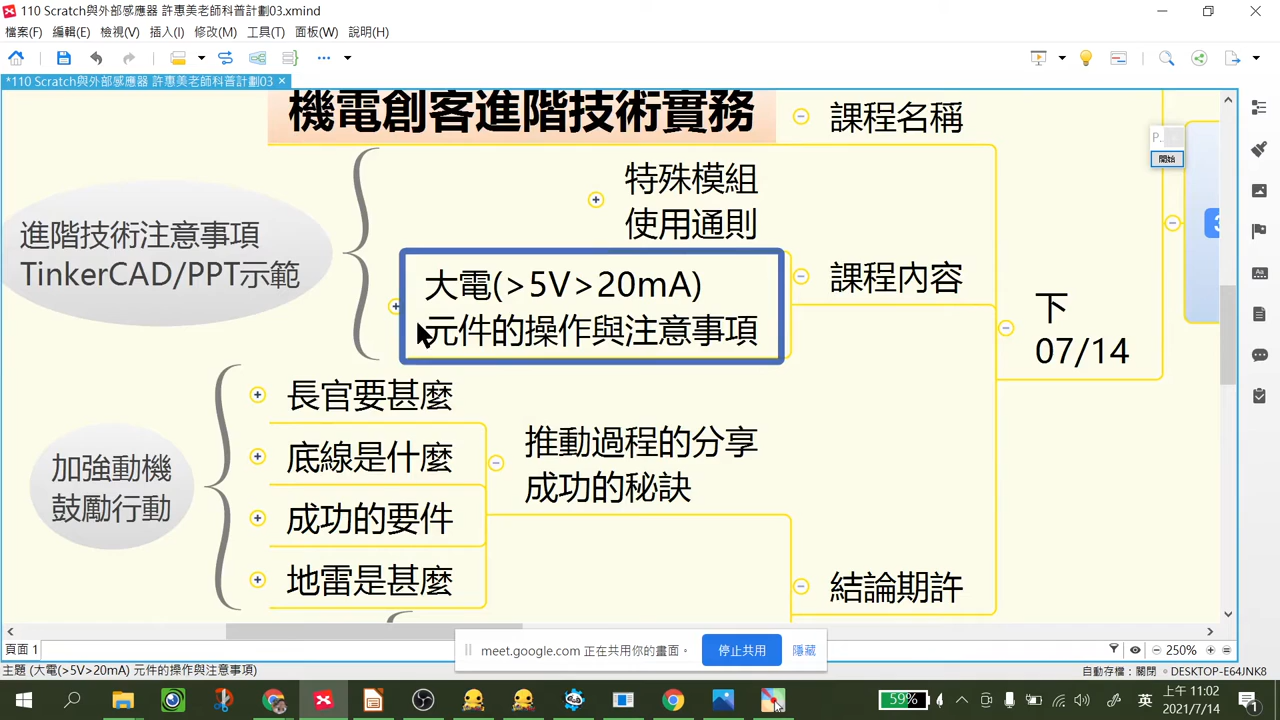 110 Scratch與外部感應器 許惠美老師科普計劃03.xmind
檔案(F) 編輯(E) 檢視(V) 插入(I) 修改(M) 工具(T) 面板(W) 說明(H)
*110 Scratch與外部感應器 許惠美老師科普計劃03
機電創客進階技術實務
課程名稱
P...
開始
特殊模組
使用通則
進階技術注意事項
TinkerCAD/PPT示範
大電(>5V>20mA)
元件的操作與注意事項
課程內容
下
07/14
長官要甚麼
底線是什麼
成功的要件
地雷是甚麼
加強動機
鼓勵行動
推動過程的分享
成功的秘訣
結論期許
頁面 1
meet.google.com 正在共用你的畫面。
停止共用
隱藏
250%
主題 (大電(>5V>20mA) 元件的操作與注意事項)
自動存檔：關閉
DESKTOP-E64JNK8
59%
英
上午 11:02
2021/7/14
1